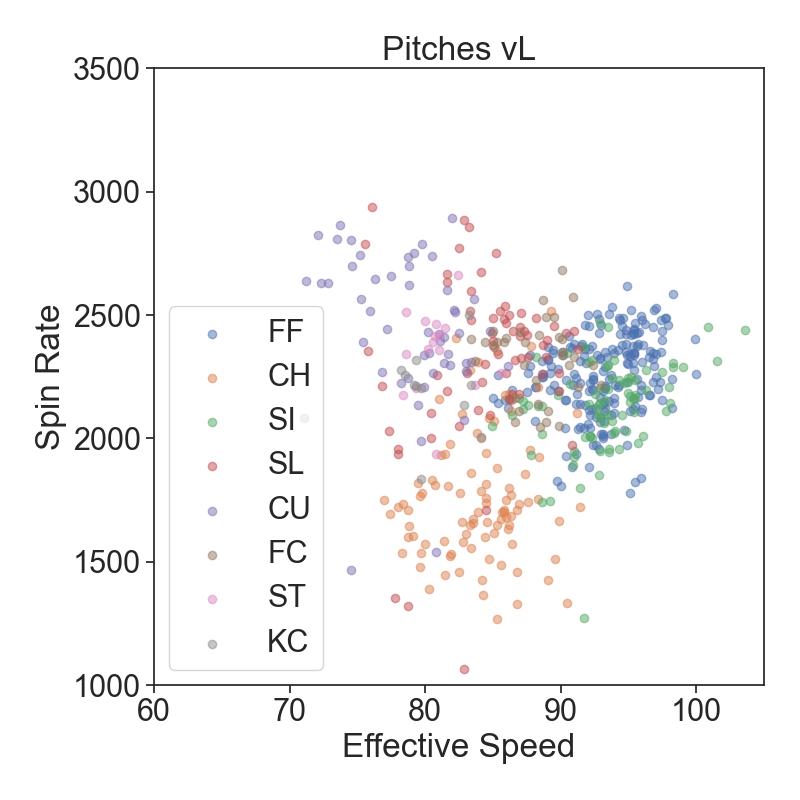 Pitches vL
3500
3000
2500
2000
1500
1000
Spin Rate
FF
CH
SI
SL
CU
FC
ST
KC
60 70 80 90 100
Effective Speed